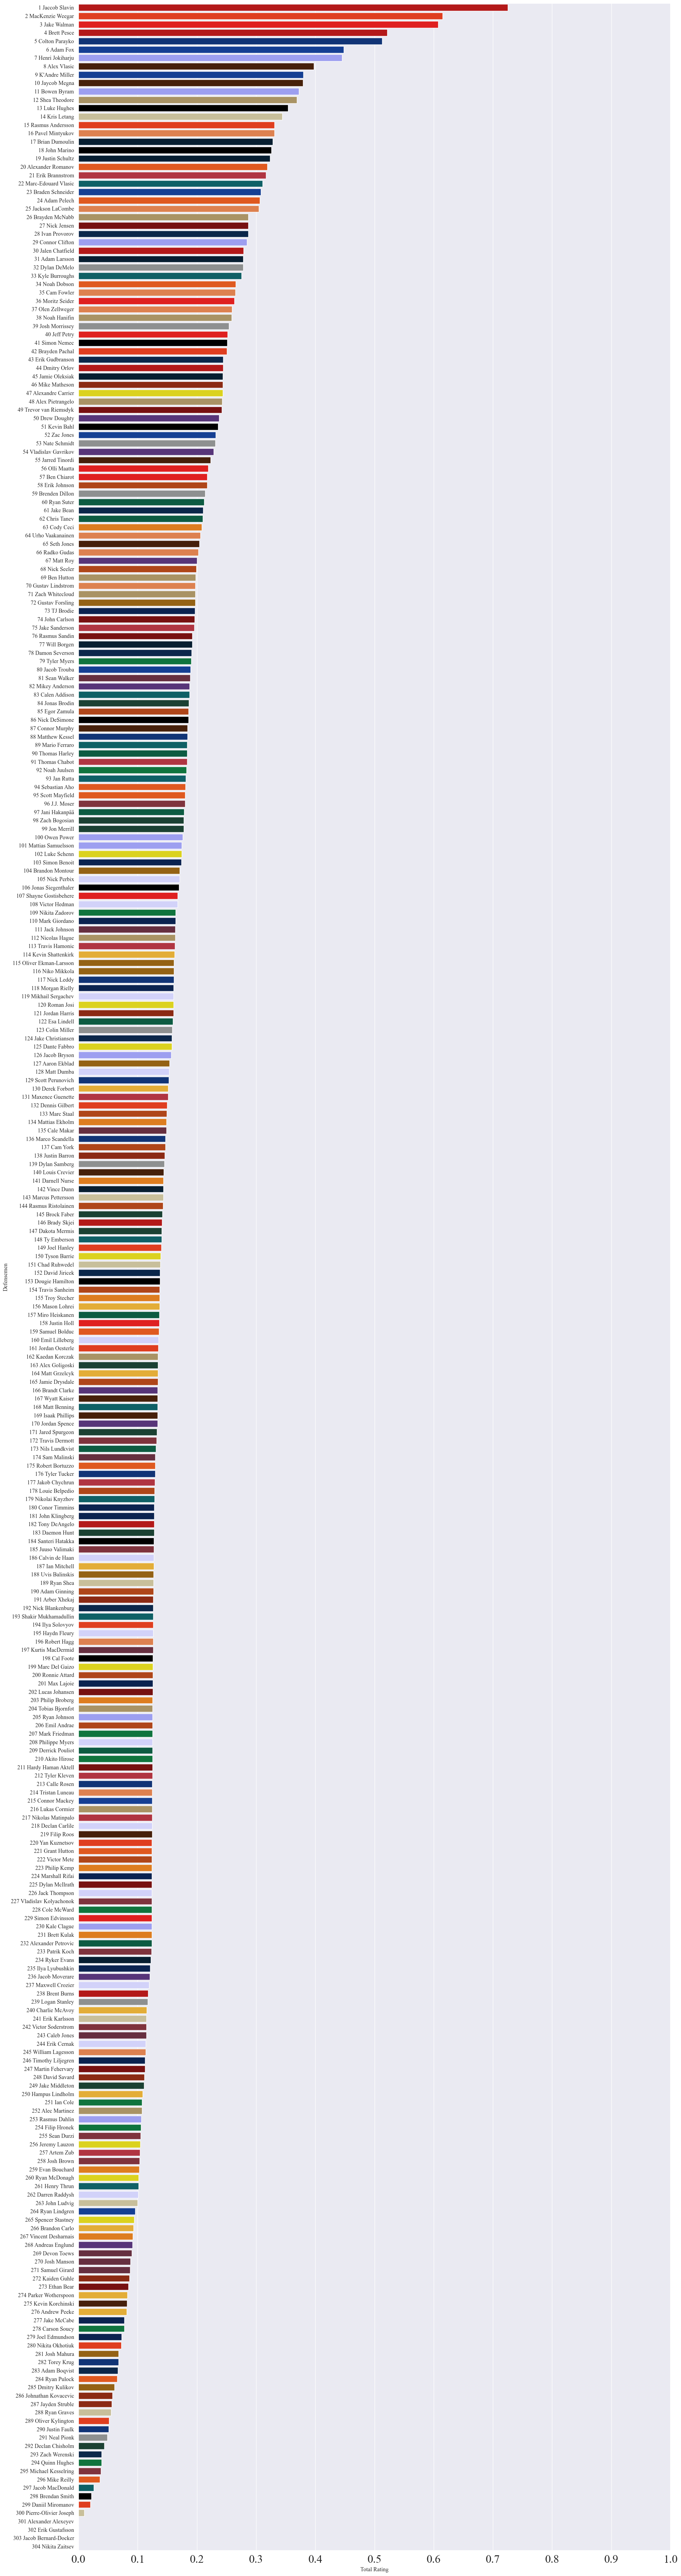 1 Jaccob Slavin
2 MacKenzie Weegar
3 Jake Walman
4 Brett Pesce
5 Colton Parayko
6 Adam Fox
7 Henri Jokiharju
8 Alex Vlasic
9 K'Andre Miller
10 Jaycob Megna
11 Bowen Byram
12 Shea Theodore
13 Luke Hughes
14 Kris Letang
15 Rasmus Andersson
16 Pavel Mintyukov
17 Brian Dumoulin
18 John Marino
19 Justin Schultz
20 Alexander Romanov
21 Erik Brannstrom
22 Marc-Edouard Vlasic
23 Braden Schneider
24 Adam Pelech
25 Jackson LaCombe
26 Brayden McNabb
27 Nick Jensen
28 Ivan Provorov
29 Connor Clifton
30 Jalen Chatfield
31 Adam Larsson
32 Dylan DeMelo
33 Kyle Burroughs
34 Noah Dobson
35 Cam Fowler
36 Moritz Seider
37 Olen Zellweger
38 Noah Hanifin
39 Josh Morrissey
40 Jeff Petry
41 Simon Nemec
42 Brayden Pachal
43 Erik Gudbranson
44 Dmitry Orlov
45 Jamie Oleksiak
46 Mike Matheson
47 Alexandre Carrier
48 Alex Pietrangelo
49 Trevor van Riemsdyk
50 Drew Doughty
51 Kevin Bahl
52 Zac Jones
53 Nate Schmidt
54 Vladislav Gavrikov
55 Jarred Tinordi
56 Olli Maatta
57 Ben Chiarot
58 Erik Johnson
59 Brenden Dillon
60 Ryan Suter
61 Jake Bean
62 Chris Tanev
63 Cody Ceci
64 Urho Vaakanainen
65 Seth Jones
66 Radko Gudas
67 Matt Roy
68 Nick Seeler
69 Ben Hutton
70 Gustav Lindstrom
71 Zach Whitecloud
72 Gustav Forsling
73 TJ Brodie
74 John Carlson
75 Jake Sanderson
76 Rasmus Sandin
77 Will Borgen
78 Damon Severson
79 Tyler Myers
80 Jacob Trouba
81 Sean Walker
82 Mikey Anderson
83 Calen Addison
84 Jonas Brodin
85 Egor Zamula
86 Nick DeSimone
87 Connor Murphy
88 Matthew Kessel
89 Mario Ferraro
90 Thomas Harley
91 Thomas Chabot
92 Noah Juulsen
93 Jan Rutta
94 Sebastian Aho
95 Scott Mayfield
96 J.J. Moser
97 Jani Hakanpää
98 Zach Bogosian
99 Jon Merrill
100 Owen Power
101 Mattias Samuelsson
102 Luke Schenn
103 Simon Benoit
104 Brandon Montour
105 Nick Perbix
106 Jonas Siegenthaler
107 Shayne Gostisbehere
108 Victor Hedman
109 Nikita Zadorov
110 Mark Giordano
111 Jack Johnson
112 Nicolas Hague
113 Travis Hamonic
114 Kevin Shattenkirk
115 Oliver Ekman-Larsson
116 Niko Mikkola
117 Nick Leddy
118 Morgan Rielly
119 Mikhail Sergachev
120 Roman Josi
121 Jordan Harris
122 Esa Lindell
123 Colin Miller
124 Jake Christiansen
125 Dante Fabbro
126 Jacob Bryson
127 Aaron Ekblad
128 Matt Dumba
129 Scott Perunovich
130 Derek Forbort
131 Maxence Guenette
132 Dennis Gilbert
133 Marc Staal
134 Mattias Ekholm
135 Cale Makar
136 Marco Scandella
137 Cam York
138 Justin Barron
139 Dylan Samberg
140 Louis Crevier
141 Darnell Nurse
142 Vince Dunn
143 Marcus Pettersson
144 Rasmus Ristolainen
145 Brock Faber
146 Brady Skjei
147 Dakota Mermis
148 Ty Emberson
149 Joel Hanley
150 Tyson Barrie
151 Chad Ruhwedel
152 David Jiricek
153 Dougie Hamilton
154 Travis Sanheim
155 Troy Stecher
156 Mason Lohrei
157 Miro Heiskanen
158 Justin Holl
159 Samuel Bolduc
160 Emil Lilleberg
161 Jordan Oesterle
162 Kaedan Korczak
163 Alex Goligoski
164 Matt Grzelcyk
165 Jamie Drysdale
166 Brandt Clarke
167 Wyatt Kaiser
168 Matt Benning
169 Isaak Phillips
170 Jordan Spence
171 Jared Spurgeon
172 Travis Dermott
173 Nils Lundkvist
174 Sam Malinski
175 Robert Bortuzzo
176 Tyler Tucker
177 Jakob Chychrun
178 Louie Belpedio
179 Nikolai Knyzhov
180 Conor Timmins
181 John Klingberg
182 Tony DeAngelo
183 Daemon Hunt
184 Santeri Hatakka
185 Juuso Valimaki
186 Calvin de Haan
187 Ian Mitchell
188 Uvis Balinskis
189 Ryan Shea
190 Adam Ginning
191 Arber Xhekaj
192 Nick Blankenburg
193 Shakir Mukhamadullin
194 Ilya Solovyov
195 Haydn Fleury
196 Robert Hagg
197 Kurtis MacDermid
198 Cal Foote
199 Marc Del Gaizo
200 Ronnie Attard
201 Max Lajoie
202 Lucas Johansen
203 Philip Broberg
204 Tobias Bjornfot
205 Ryan Johnson
206 Emil Andrae
207 Mark Friedman
208 Philippe Myers
209 Derrick Pouliot
210 Akito Hirose
211 Hardy Haman Aktell
212 Tyler Kleven
213 Calle Rosen
214 Tristan Luneau
215 Connor Mackey
216 Lukas Cormier
217 Nikolas Matinpalo
218 Declan Carlile
219 Filip Roos
220 Yan Kuznetsov
221 Grant Hutton
222 Victor Mete
223 Philip Kemp
224 Marshall Rifai
225 Dylan McIlrath
226 Jack Thompson
227 Vladislav Kolyachonok
228 Cole McWard
229 Simon Edvinsson
230 Kale Clague
231 Brett Kulak
232 Alexander Petrovic
233 Patrik Koch
234 Ryker Evans
235 Ilya Lyubushkin
236 Jacob Moverare
237 Maxwell Crozier
238 Brent Burns
239 Logan Stanley
240 Charlie McAvoy
241 Erik Karlsson
242 Victor Soderstrom
243 Caleb Jones
244 Erik Cernak
245 William Lagesson
246 Timothy Liljegren
247 Martin Fehervary
248 David Savard
249 Jake Middleton
250 Hampus Lindholm
251 Ian Cole
252 Alec Martinez
253 Rasmus Dahlin
254 Filip Hronek
255 Sean Durzi
256 Jeremy Lauzon
257 Artem Zub
258 Josh Brown
259 Evan Bouchard
260 Ryan McDonagh
261 Henry Thrun
262 Darren Raddysh
263 John Ludvig
264 Ryan Lindgren
265 Spencer Stastney
266 Brandon Carlo
267 Vincent Desharnais
268 Andreas Englund
269 Devon Toews
270 Josh Manson
271 Samuel Girard
272 Kaiden Guhle
273 Ethan Bear
274 Parker Wotherspoon
275 Kevin Korchinski
276 Andrew Peeke
277 Jake McCabe
278 Carson Soucy
279 Joel Edmundson
280 Nikita Okhotiuk
281 Josh Mahura
282 Torey Krug
283 Adam Boqvist
284 Ryan Pulock
285 Dmitry Kulikov
286 Johnathan Kovacevic
287 Jayden Struble
288 Ryan Graves
289 Oliver Kylington
290 Justin Faulk
291 Neal Pionk
292 Declan Chisholm
293 Zach Werenski
294 Quinn Hughes
295 Michael Kesselring
296 Mike Reilly
297 Jacob MacDonald
298 Brendan Smith
299 Daniil Miromanov
300 Pierre-Olivier Joseph
301 Alexander Alexeyev
302 Erik Gustafsson
303 Jacob Bernard-Docker
304 Nikita Zaitsev
Defensemen
0.0 0.1 0.2 0.3 0.4 0.5 0.6 0.7 0.8 0.9 1.0
Total Rating